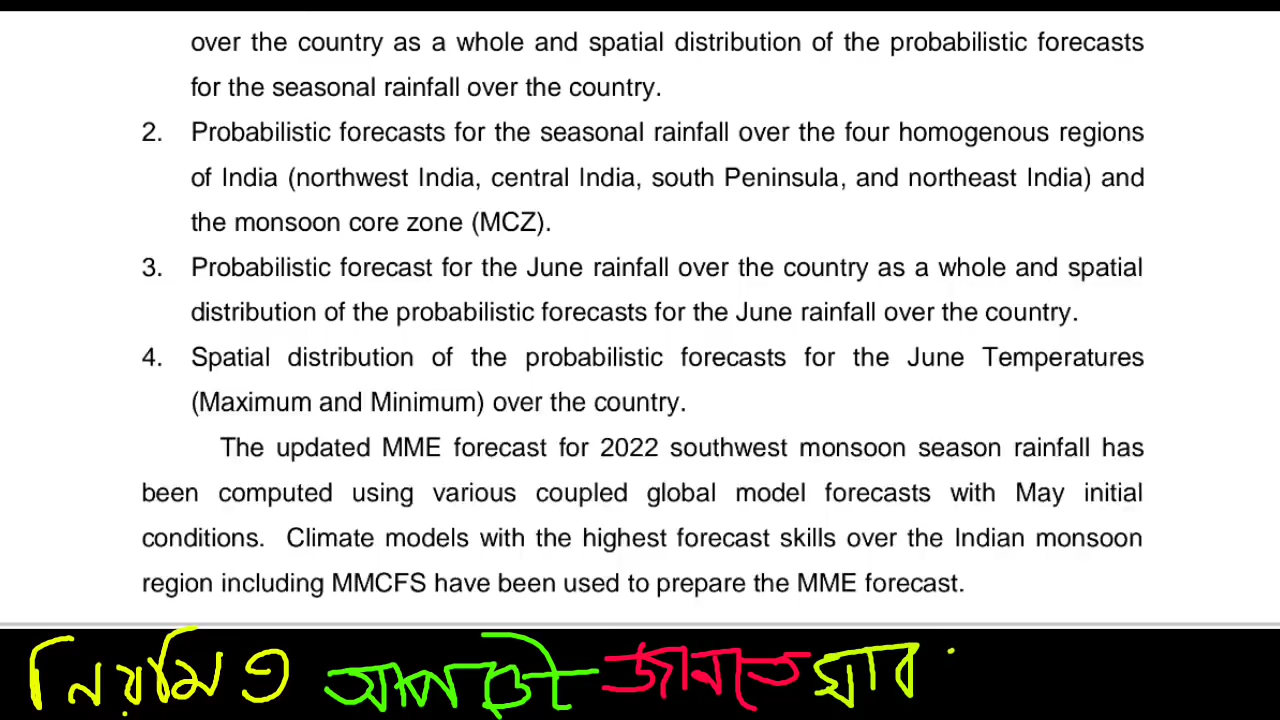 over the country as a whole and spatial distribution of the probabilistic forecasts
for the seasonal rainfall over the country.
2. Probabilistic forecasts for the seasonal rainfall over the four homogenous regions
of India (northwest India, central India, south Peninsula, and northeast India) and
the monsoon core zone (MCZ).
3. Probabilistic forecast for the June rainfall over the country as a whole and spatial
distribution of the probabilistic forecasts for the June rainfall over the country.
4. Spatial distribution of the probabilistic forecasts for the June Temperatures
(Maximum and Minimum) over the country.
The updated MME forecast for 2022 southwest monsoon season rainfall has
been computed using various coupled global model forecasts with May initial
conditions. Climate models with the highest forecast skills over the Indian monsoon
region including MMCFS have been used to prepare the MME forecast.
নিয়মিত জানতে